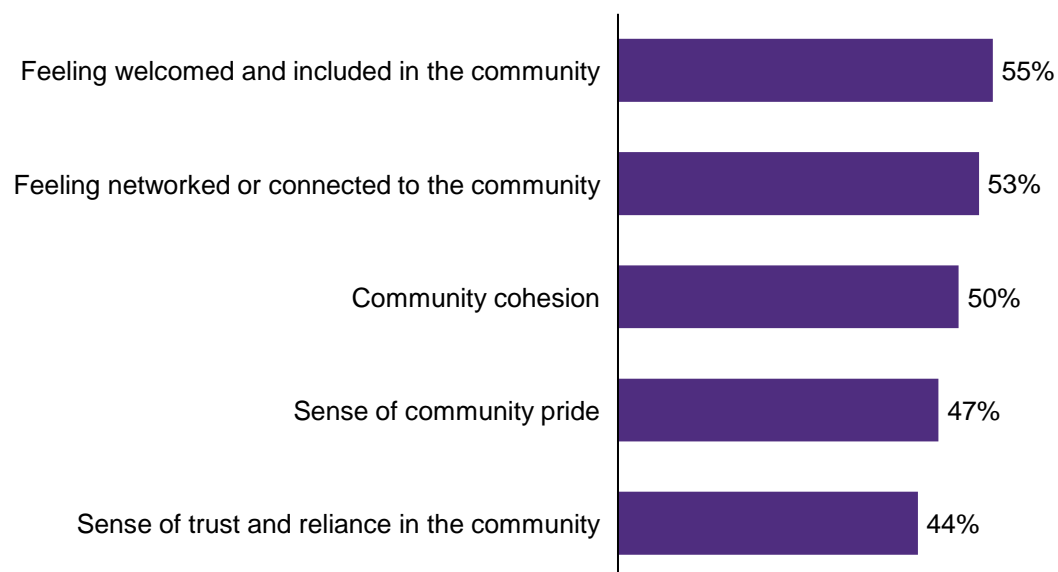 Feeling welcomed and included in the community 55%
Feeling networked or connected to the community 53%
Community cohesion 50%
Sense of community pride 47%
Sense of trust and reliance in the community 44%